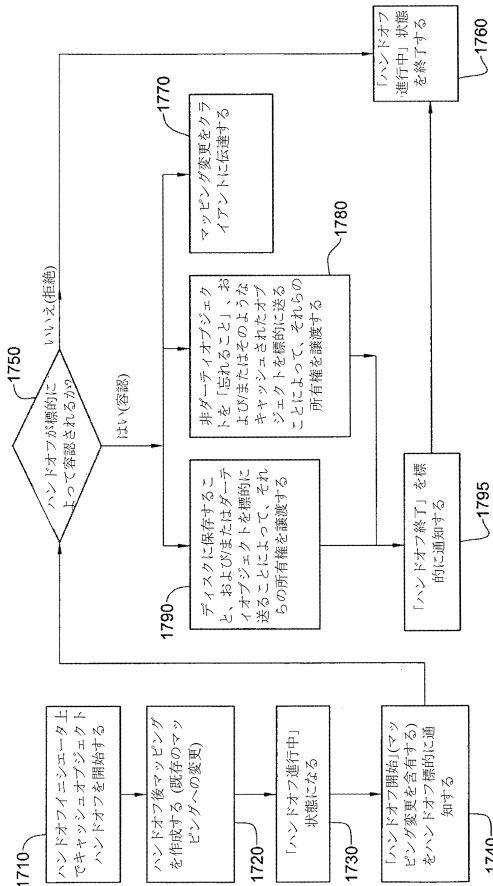 ハンドオフイニシエータ上
でキャッシュオブジェクト
ハンドオフを開始する
1710
ハンドオフ後マッピング
を作成する (既存のマッ
ピングへの変更)
1720
「ハンドオフ進行中」
状態になる
1730
「ハンドオフ開始」(マッ
ピング変更を含有する)
をハンドオフ標的に通
知する
1740
ハンドオフが標的に
よって容認されるか?
1750
いいえ(拒絶)
はい(容認)
ディスクに保存するこ
と、および/またはダーテ
ィオブジェクトを標的に
送ることによって、それ
らの所有権を譲渡する
1790
非ダーティオブジェク
トを「忘れること」、お
よび/またはそのような
キャッシュされたオブ
ジェクトを標的に送る
ことによって、それらの
所有権を譲渡する
1780
マッピング変更をクラ
イアントに伝達する
1770
「ハンドオフ終了」を標
的に通知する
1795
「ハンドオフ
進行中」状態
を終了する
1760